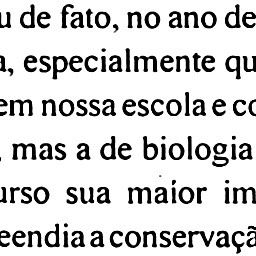 u de fato, no ano de
a, especialmente qu
em nossa escola e co
, mas a de biologia
urso sua maior im
eendia a conservaçã